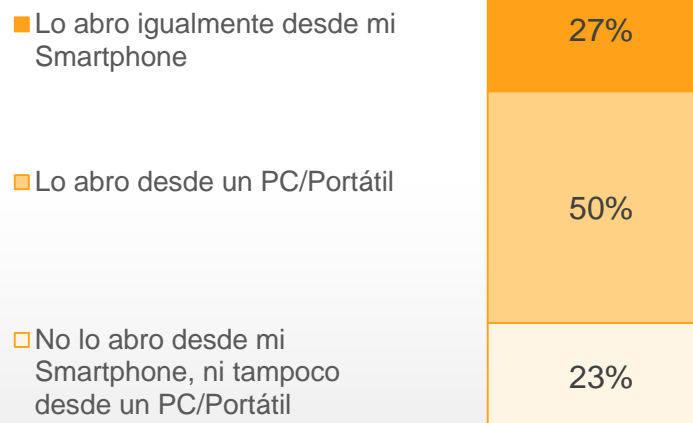 Lo abro igualmente desde mi
Smartphone
27%
Lo abro desde un PC/Portátil
50%
No lo abro desde mi
Smartphone, ni tampoco
desde un PC/Portátil
23%